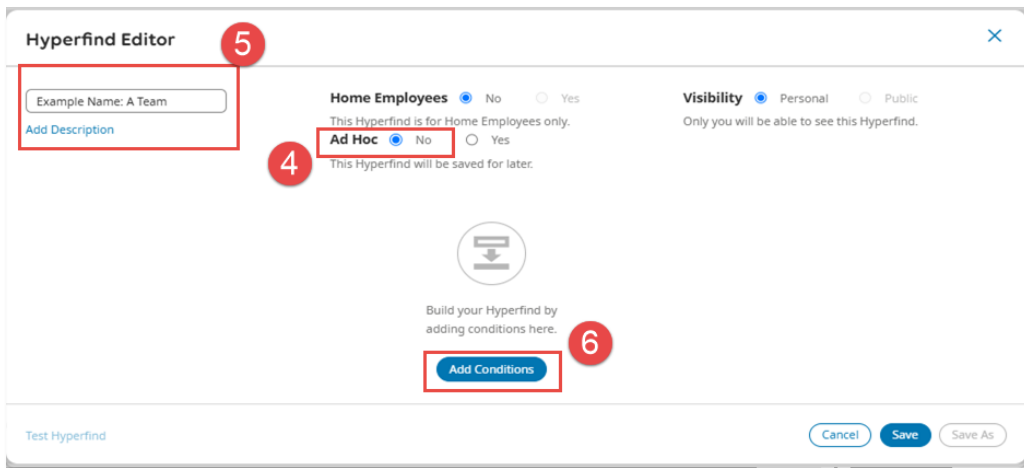 Hyperfind Editor
5
Example Name: A Team
Add Description
Home Employees No Yes
This Hyperfind is for Home Employees only.
Ad Hoc No Yes
4
This Hyperfind will be saved for later.
Visibility Personal Public
Only you will be able to see this Hyperfind.
Build your Hyperfind by
adding conditions here.
6
Add Conditions
Test Hyperfind
Cancel Save Save As